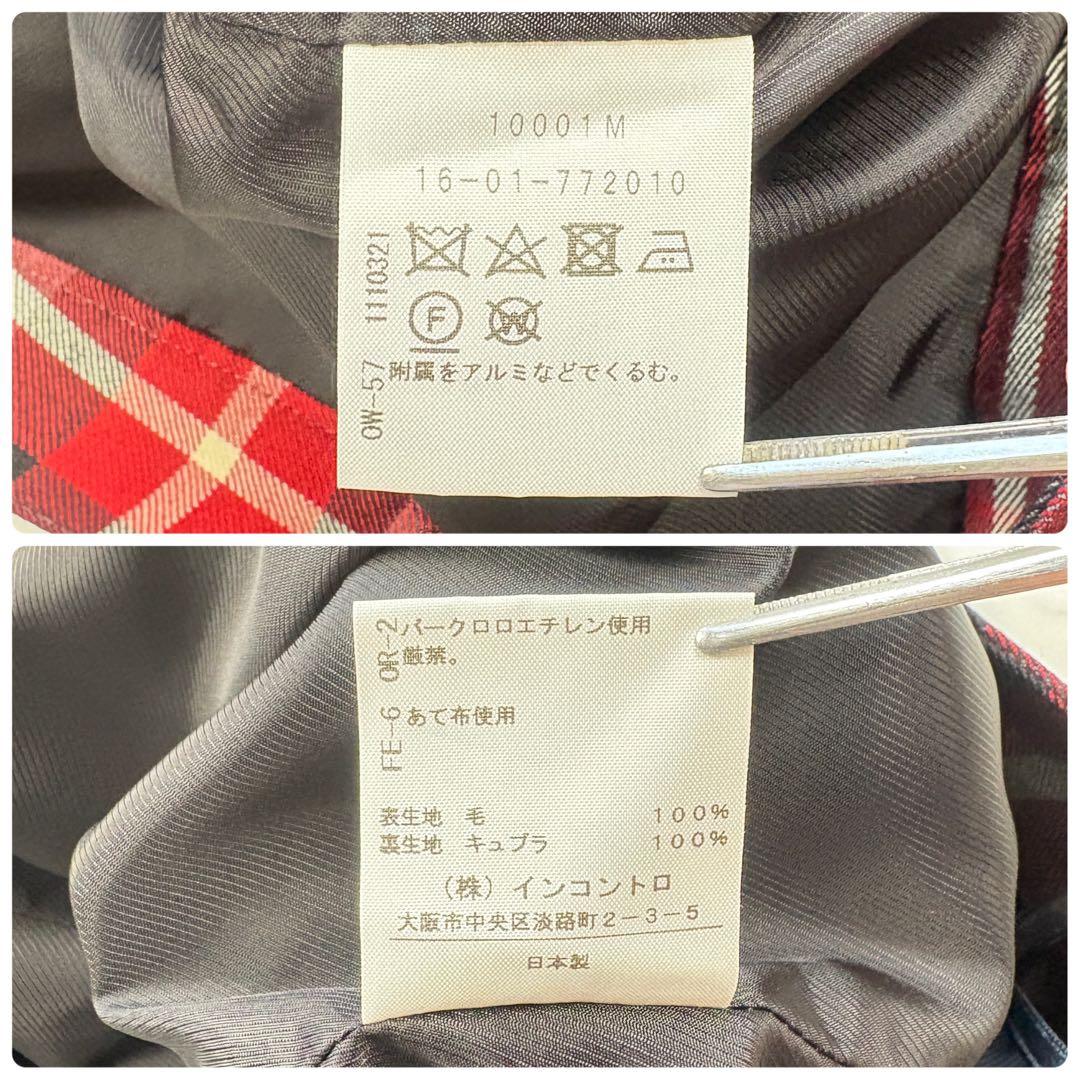 10001M
16-01-772010
F W
附属をアルミなどでくるむ。
OW-57 1110321
パークロロエチレン使用
厳禁。
あて布使用
FE-6 OR-2
表生地 毛 100%
裏生地 キュプラ 100%
(株)インコントロ
大阪市中央区淡路町2-3-5
日本製